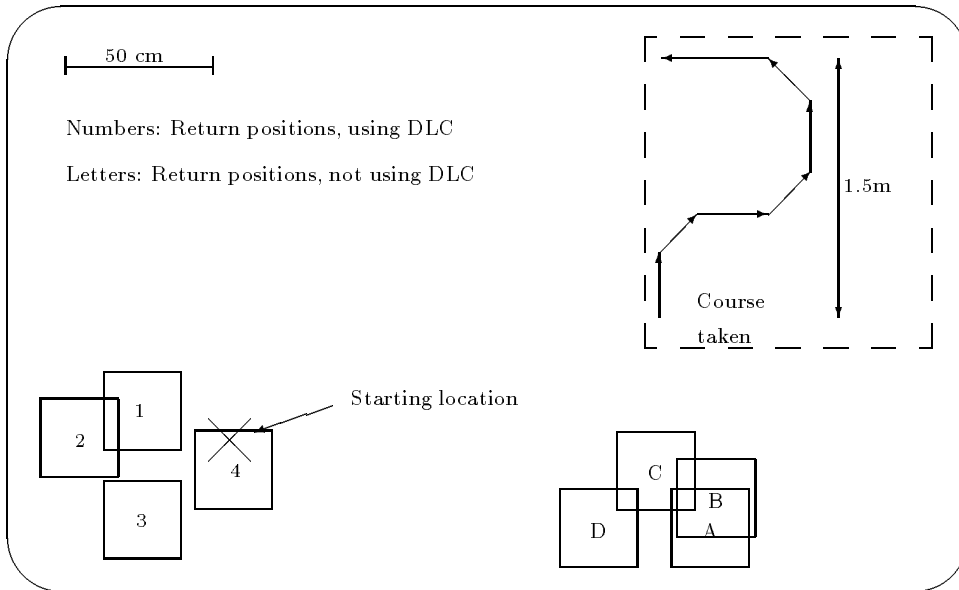 50 cm
Numbers: Return positions, using DLC
Letters: Return positions, not using DLC
1.5m
Course
taken
Starting location
1
2
3
4
C
B
A
D